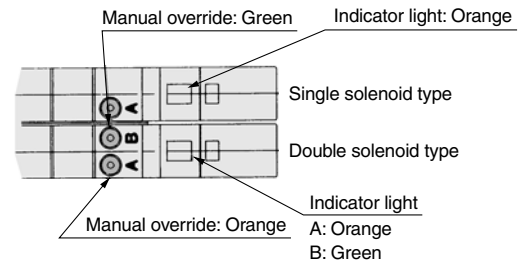 Manual override: Green
Indicator light: Orange
A
Single solenoid type
B
A
Double solenoid type
Manual override: Orange
Indicator light
A: Orange
B: Green